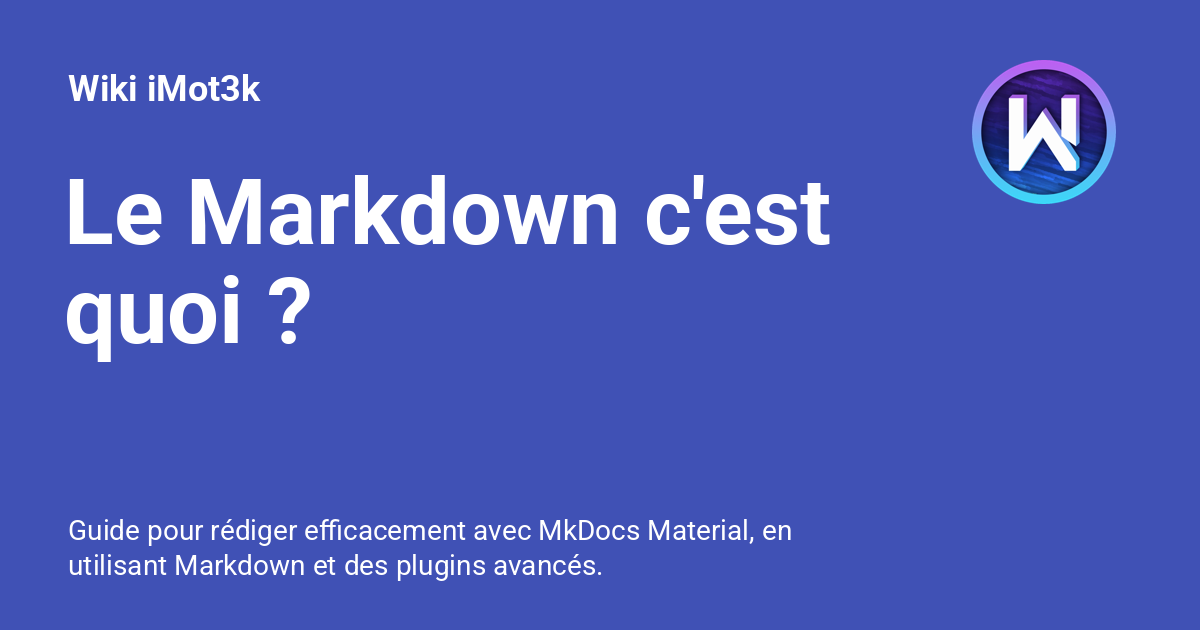 Wiki iMot3k
W
Le Markdown c'est
quoi ?
Guide pour rédiger efficacement avec MkDocs Material, en
utilisant Markdown et des plugins avancés.